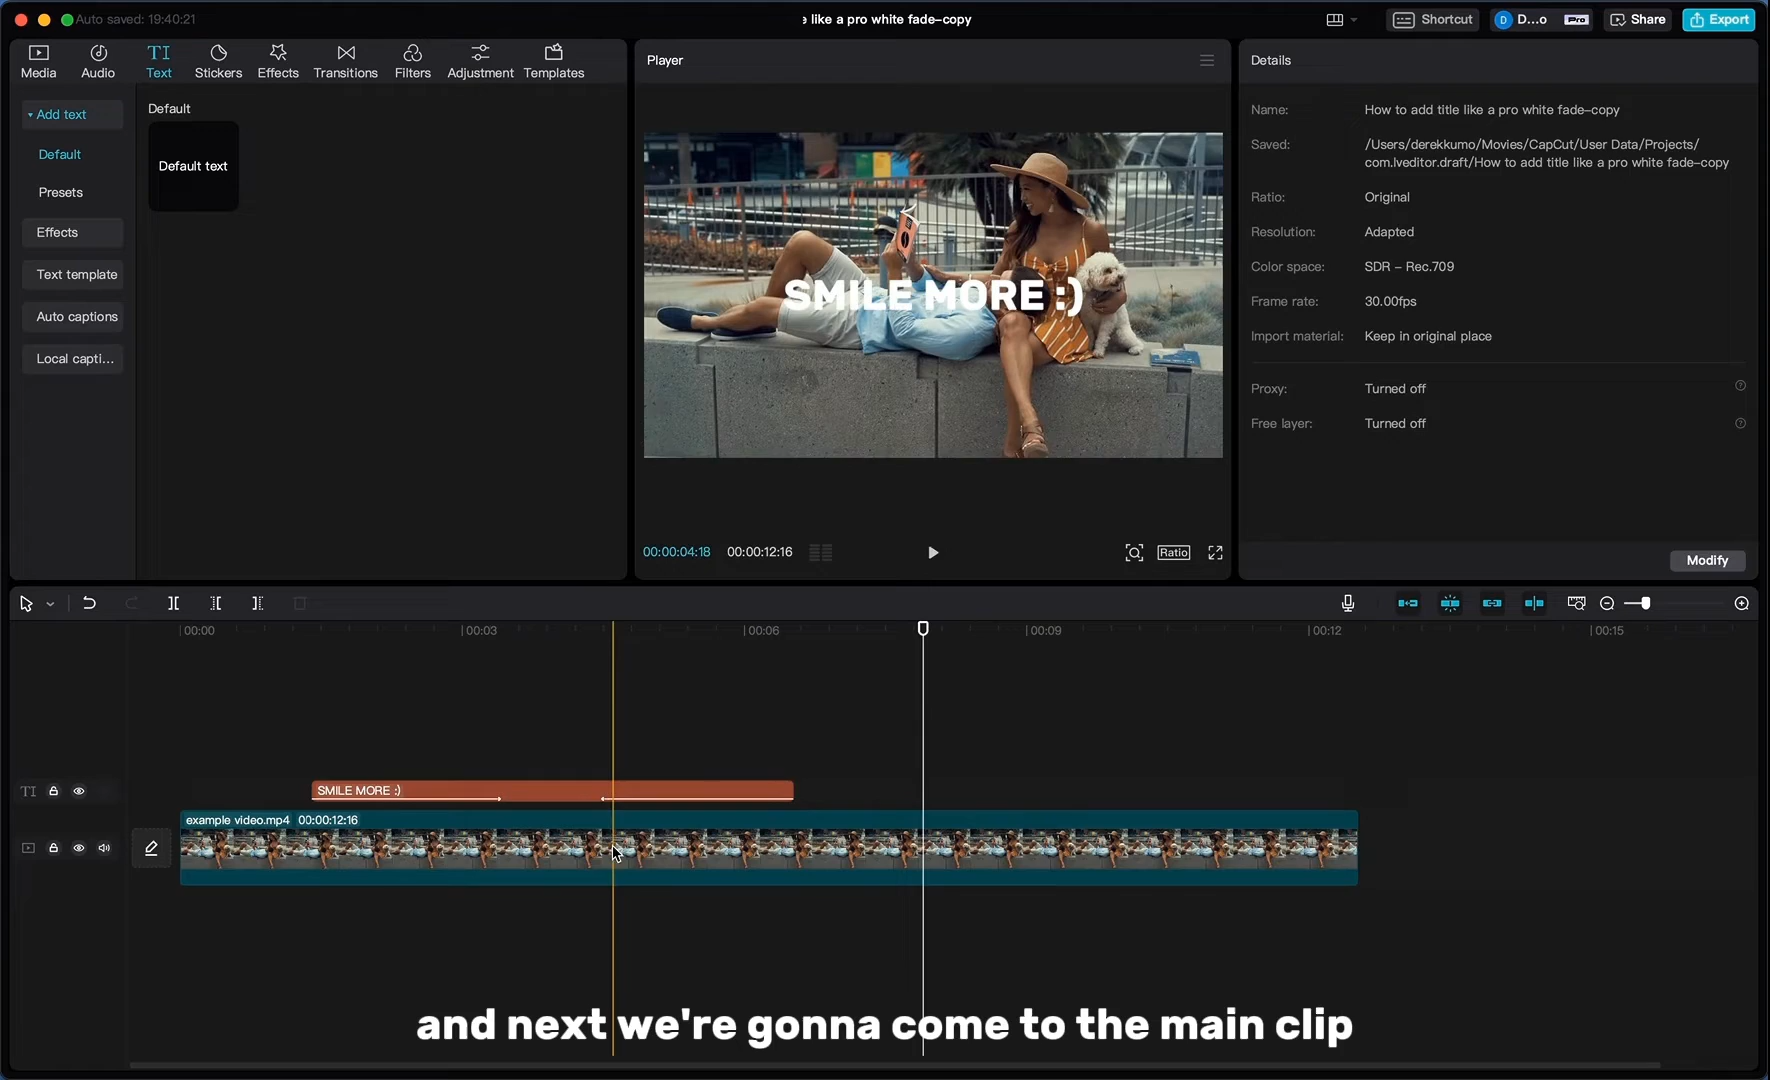 Auto saved: 19:40:21
like a pro white fade-copy
Shortcut
D...o
Pro
Share
Export
Media
Audio
TI
Text
Stickers
Effects
Transitions
Filters
Adjustment
Templates
Add text
Default
Presets
Effects
Text template
Auto captions
Local capti...
Default
Default text
Player
SMILE MORE :)
00:00:04:18
00:00:12:16
Ratio
Details
Name: How to add title like a pro white fade-copy
Saved: /Users/derekkumo/Movies/CapCut/User Data/Projects/
com.lveditor.draft/How to add title like a pro white fade-copy
Ratio: Original
Resolution: Adapted
Color space: SDR - Rec.709
Frame rate: 30.00fps
Import material: Keep in original place
Proxy: Turned off
Free layer: Turned off
Modify
00:00
00:03
00:06
00:09
00:12
00:15
TI
SMILE MORE :)
example video.mp4 00:00:12:16
and next we're gonna come to the main clip